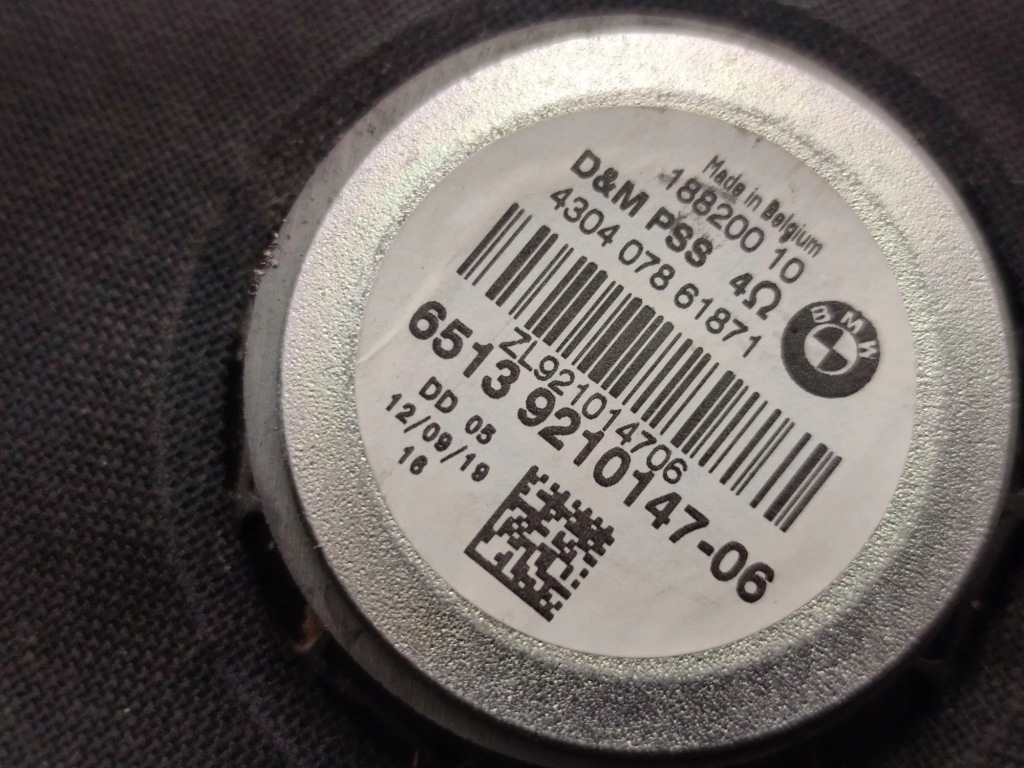 Made in Belgium
188200 10
D&M PSS 4Ω
4304 078 61871
BMW
ZL921014706
6513 9210147-06
DD 05
12/09/19
16